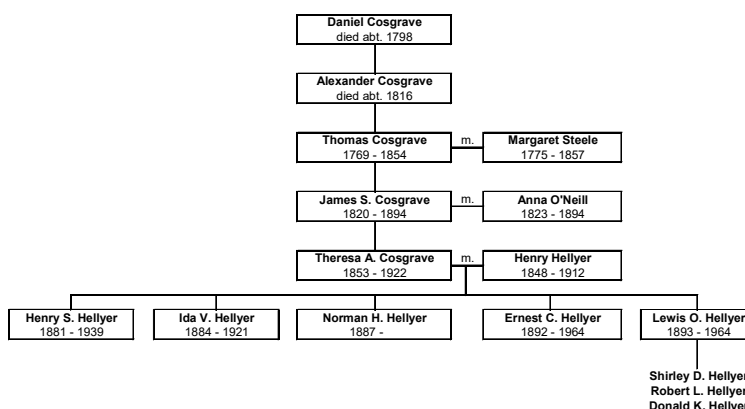 Daniel Cosgrave
died abt. 1798
Alexander Cosgrave
died abt. 1816
Thomas Cosgrave m. Margaret Steele
1769 - 1854 1775 - 1857
James S. Cosgrave m. Anna O'Neill
1820 - 1894 1823 - 1894
Theresa A. Cosgrave m. Henry Hellyer
1853 - 1922 1848 - 1912
Henry S. Hellyer Ida V. Hellyer Norman H. Hellyer Ernest C. Hellyer Lewis O. Hellyer
1881 - 1939 1884 - 1921 1887 - 1892 - 1964 1893 - 1964
Shirley D. Hellyer
Robert L. Hellyer
Donald K. Hellyer